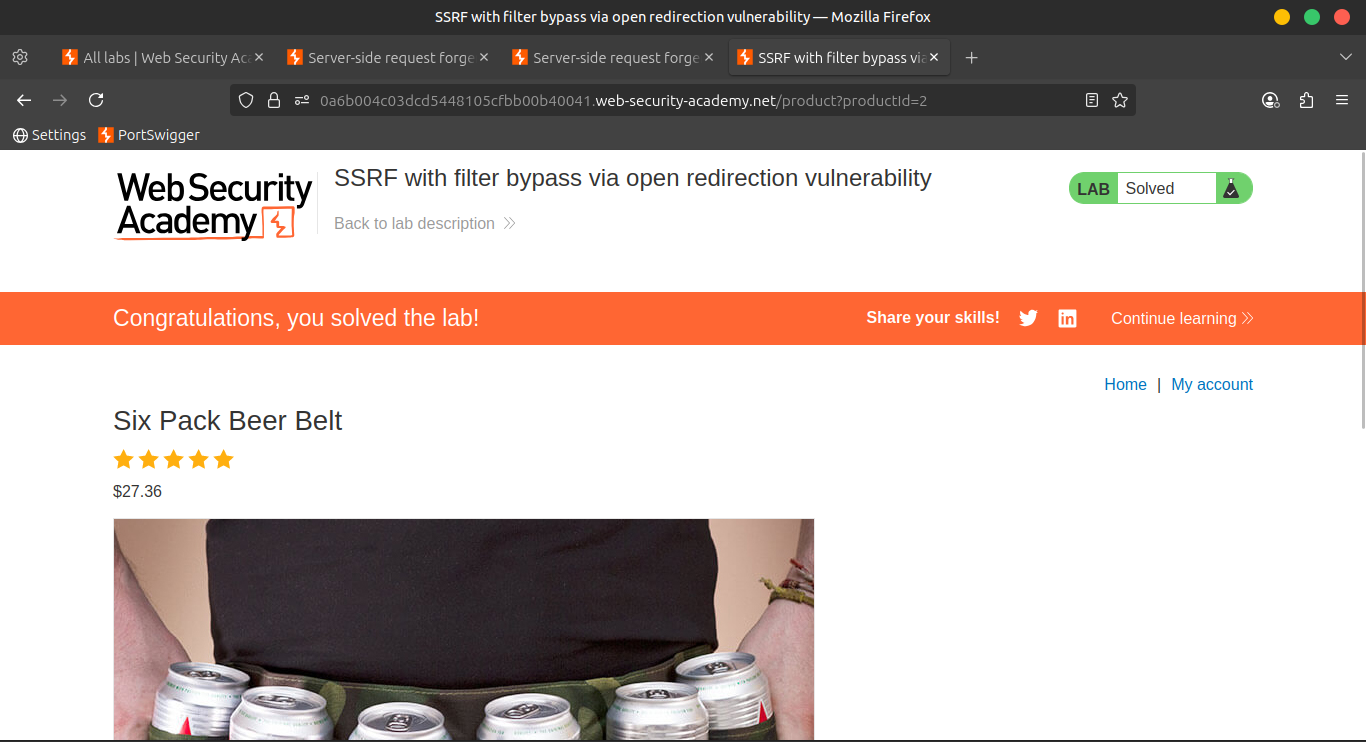 SSRF with filter bypass via open redirection vulnerability — Mozilla Firefox
All labs | Web Security Ac
Server-side request forge
Server-side request forge
SSRF with filter bypass via
0a6b004c03dcd5448105cfbb00b40041.web-security-academy.net/product?productId=2
Settings
PortSwigger
Web Security
Academy
SSRF with filter bypass via open redirection vulnerability
Back to lab description
LAB Solved
Congratulations, you solved the lab!
Share your skills!
in
Continue learning
Home | My account
Six Pack Beer Belt
$27.36